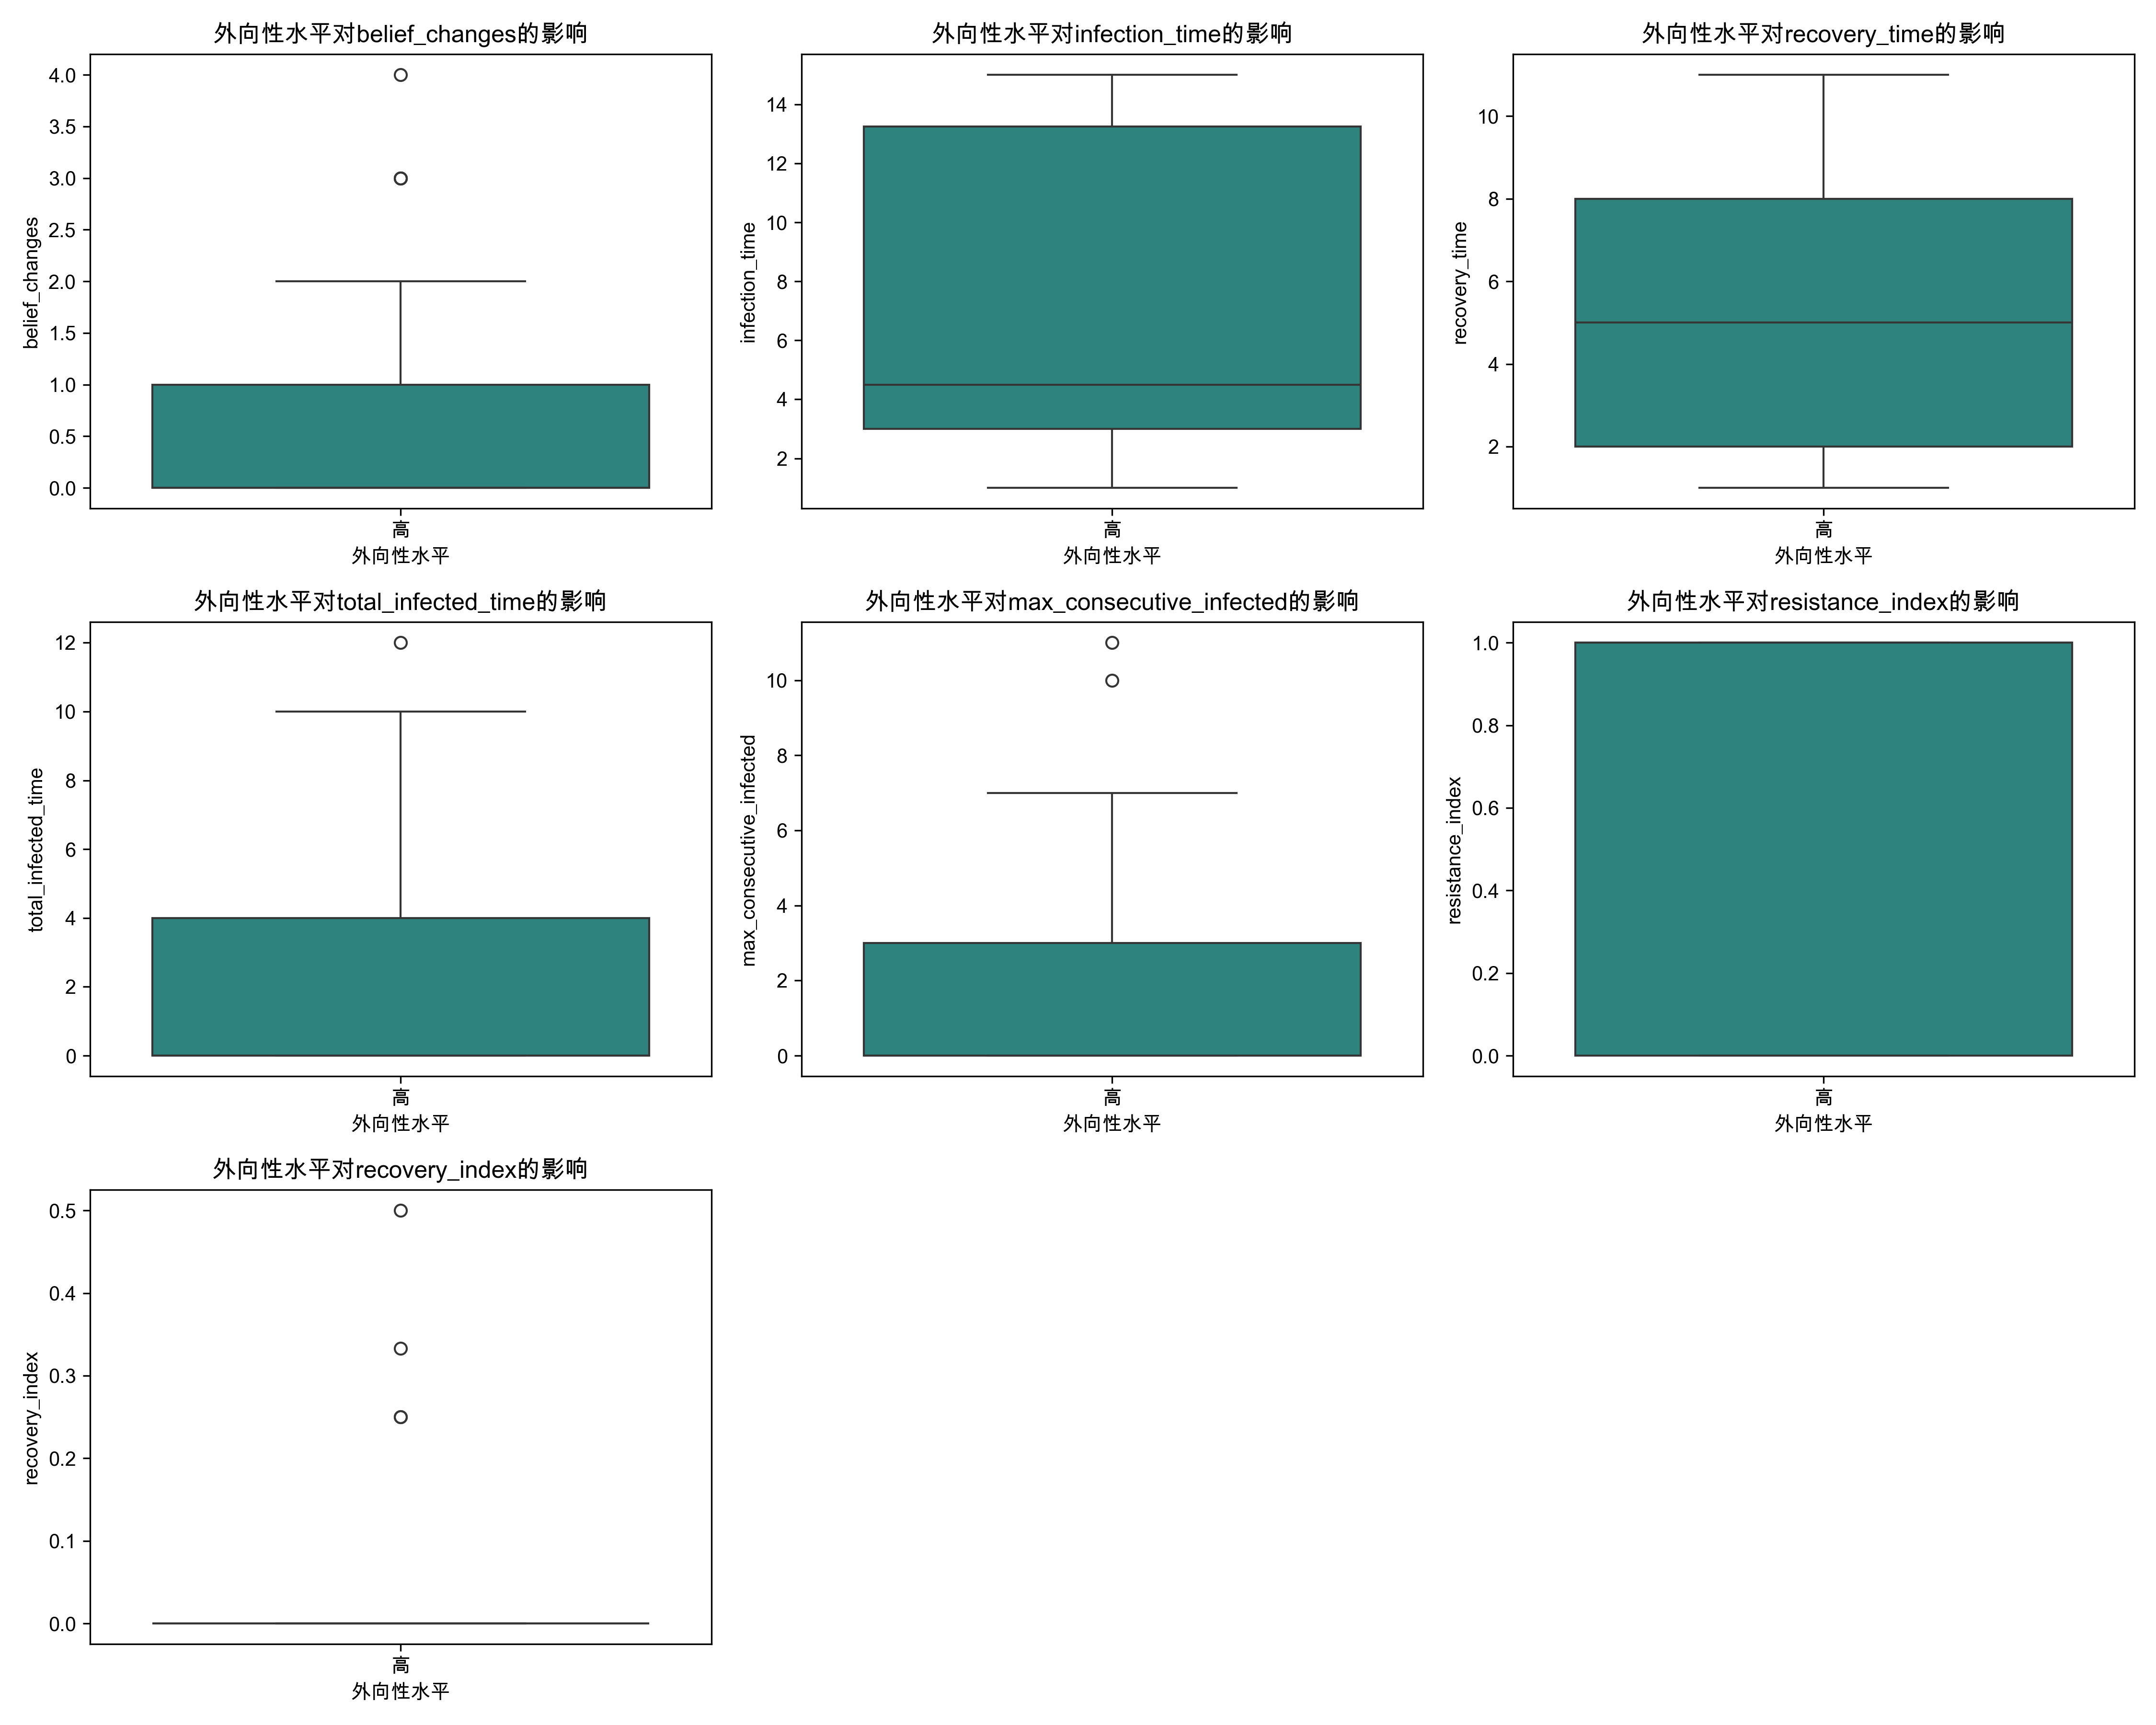 外向性水平对belief_changes的影响
4.0
3.5
3.0
2.5
2.0
1.5
1.0
0.5
0.0
belief_changes
高
外向性水平
外向性水平对infection_time的影响
14
12
10
8
6
4
2
infection_time
高
外向性水平
外向性水平对recovery_time的影响
10
8
6
4
2
recovery_time
高
外向性水平
外向性水平对total_infected_time的影响
12
10
8
6
4
2
0
total_infected_time
高
外向性水平
外向性水平对max_consecutive_infected的影响
10
8
6
4
2
0
max_consecutive_infected
高
外向性水平
外向性水平对resistance_index的影响
1.0
0.8
0.6
0.4
0.2
0.0
resistance_index
高
外向性水平
外向性水平对recovery_index的影响
0.5
0.4
0.3
0.2
0.1
0.0
recovery_index
高
外向性水平